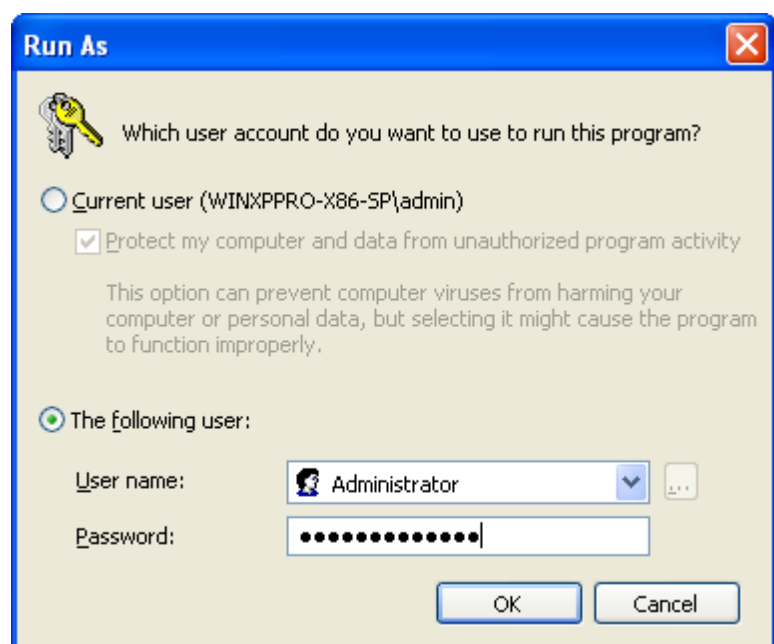 Run As
Which user account do you want to use to run this program?
Current user (WINXPPRO-X86-SP\admin)
Protect my computer and data from unauthorized program activity
This option can prevent computer viruses from harming your
computer or personal data, but selecting it might cause the program
to function improperly.
The following user:
User name: Administrator ...
Password: •••••••••••••
OK Cancel